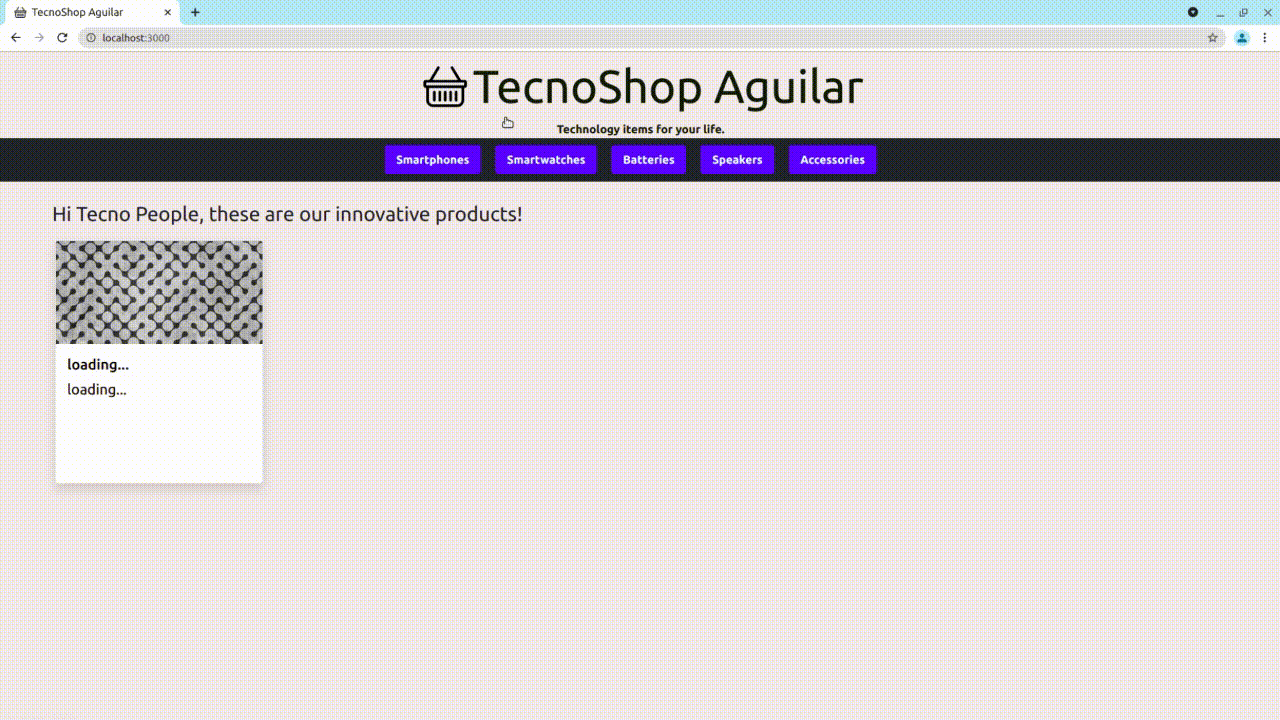 TecnoShop Aguilar
localhost:3000
TecnoShop Aguilar
Technology items for your life.
Smartphones Smartwatches Batteries Speakers Accessories
Hi Tecno People, these are our innovative products!
loading...
loading...